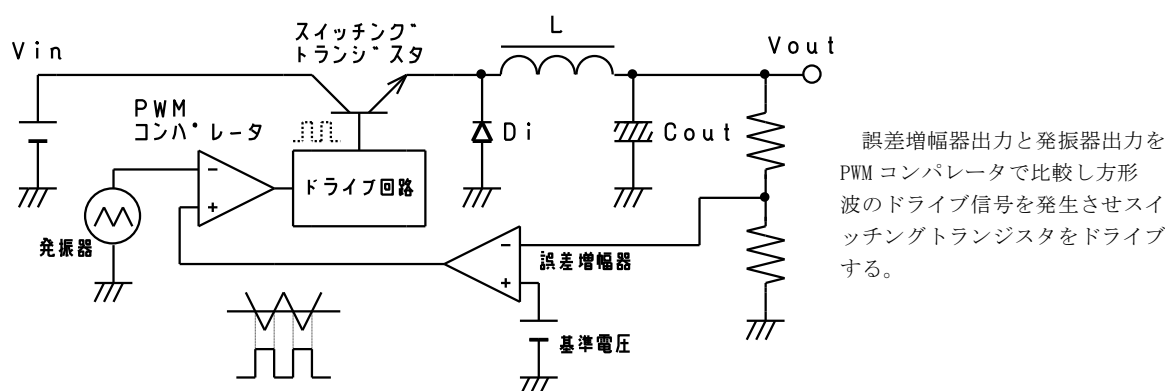 Vin
スイッチング
トランジスタ
L
Vout
PWM
コンパレータ
Di
Cout
ドライブ回路
発振器
誤差増幅器
基準電圧
誤差増幅器出力と発振器出力を
PWM コンパレータで比較し方形
波のドライブ信号を発生させスイ
ッチングトランジスタをドライブ
する。